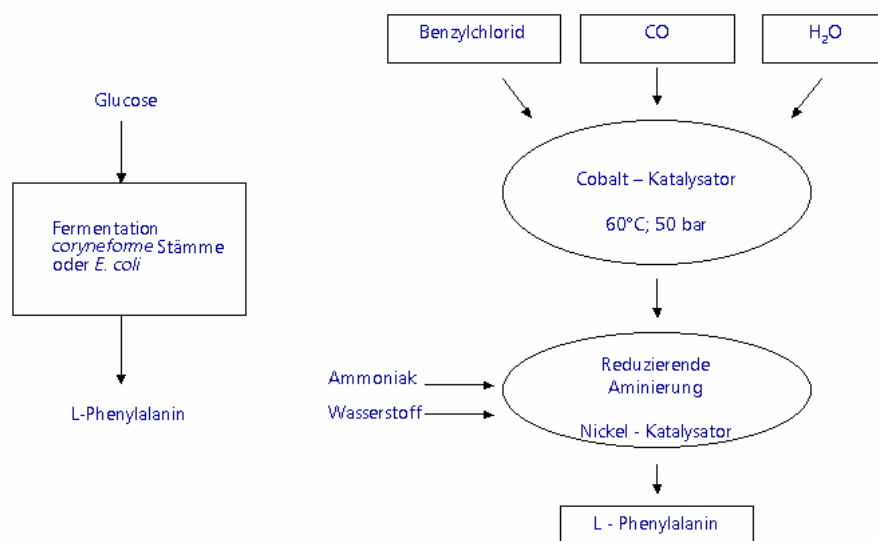 Glucose
Fermentation
coryneforme Stämme
oder E. coli
L-Phenylalanin
Benzylchlorid
CO
H₂O
Cobalt – Katalysator
60°C; 50 bar
Ammoniak
Wasserstoff
Reduzierende
Aminierung
Nickel - Katalysator
L - Phenylalanin